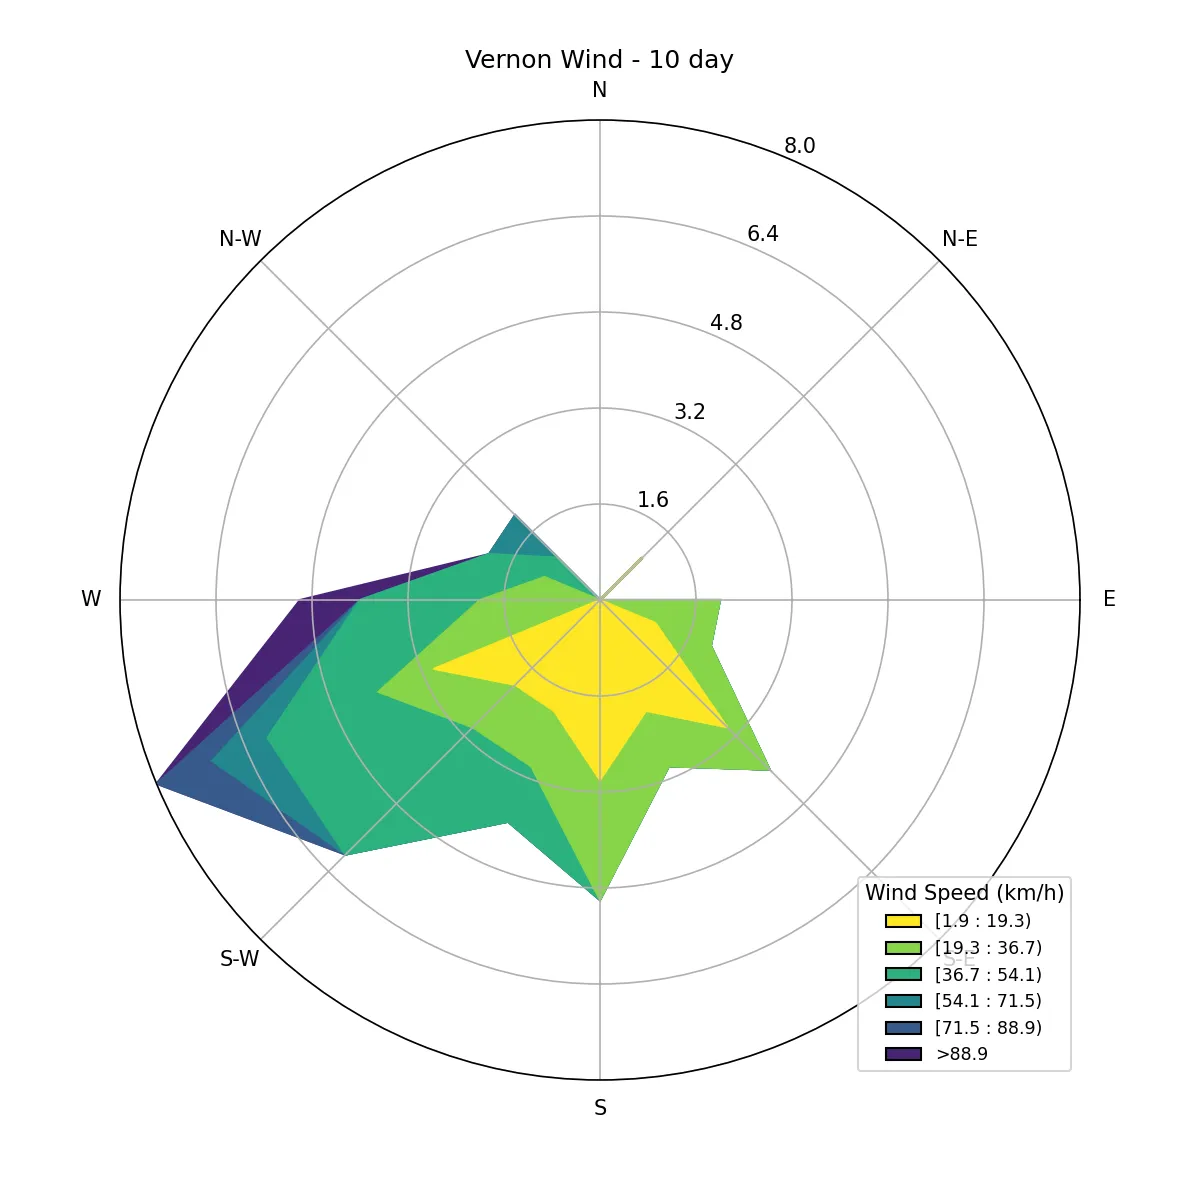 Vernon Wind - 10 day
N
8.0
N-W
6.4
N-E
4.8
3.2
1.6
W
E
S-W
S-E
S
Wind Speed (km/h)
[1.9 : 19.3)
[19.3 : 36.7)
[36.7 : 54.1)
[54.1 : 71.5)
[71.5 : 88.9)
>88.9